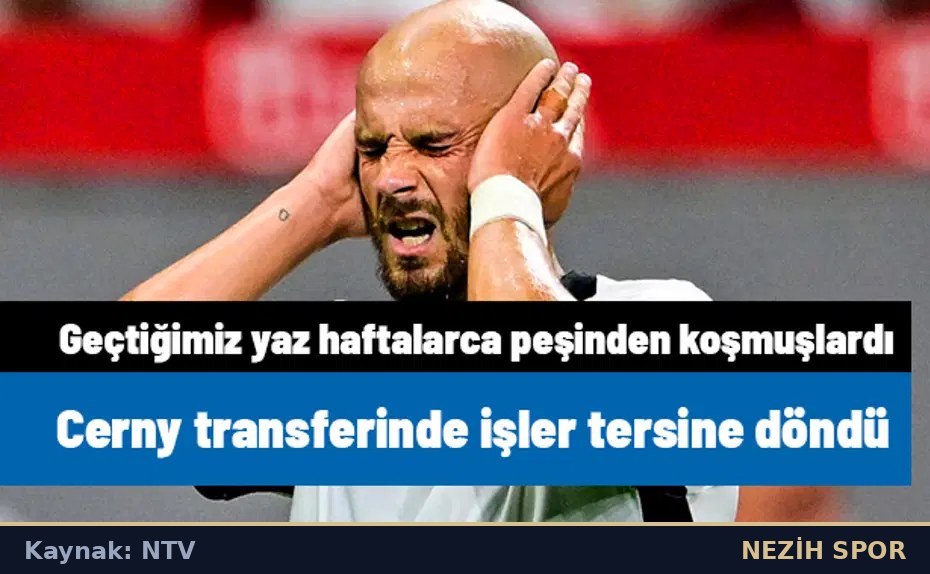 Geçtiğimiz yaz haftalarca peşinden koşmuşlardı
Cerny transferinde işler tersine döndü
Kaynak: NTV
NEZİH SPOR